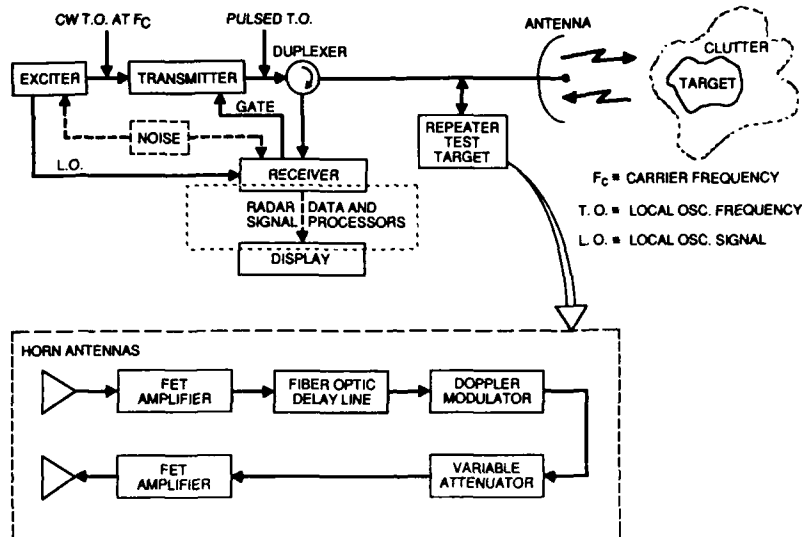 CW T.O. AT FC
PULSED T.O.
ANTENNA
DUPLEXER
CLUTTER
EXCITER
TRANSMITTER
TARGET
GATE
NOISE
REPEATER
TEST
TARGET
L.O.
RECEIVER
FC = CARRIER FREQUENCY
RADAR DATA AND
SIGNAL PROCESSORS
T.O. = LOCAL OSC. FREQUENCY
L.O. = LOCAL OSC. SIGNAL
DISPLAY
HORN ANTENNAS
FET
AMPLIFIER
FIBER OPTIC
DELAY LINE
DOPPLER
MODULATOR
FET
AMPLIFIER
VARIABLE
ATTENUATOR